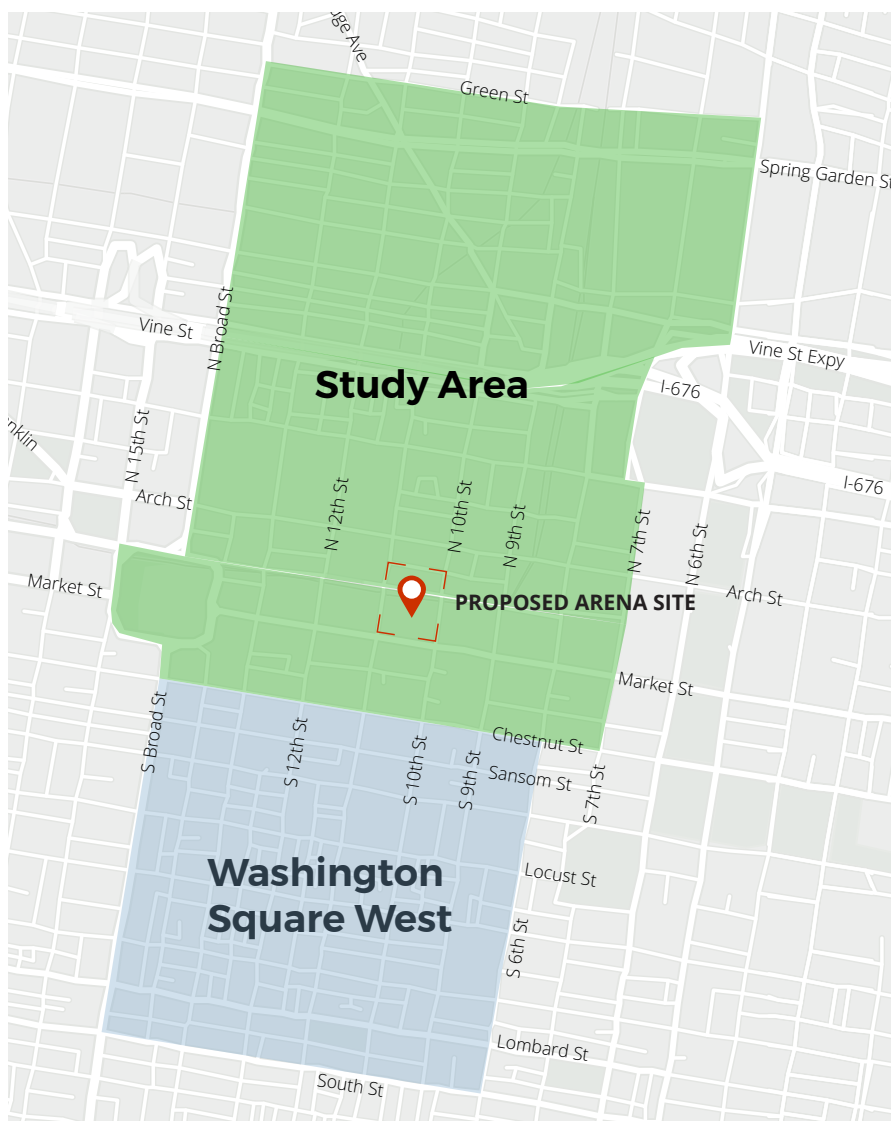 Green St
Spring Garden St
N Broad St
Vine St
Vine St Expy
Study Area
I-676
N 15th St
N 12th St
N 10th St
N 9th St
I-676
Arch St
N 7th St
N 6th St
Market St
PROPOSED ARENA SITE
Arch St
Market St
S Broad St
S 12th St
S 10th St
S 9th St
Chestnut St
Sansom St
S 7th St
Washington
Square West
Locust St
S 6th St
Lombard St
South St